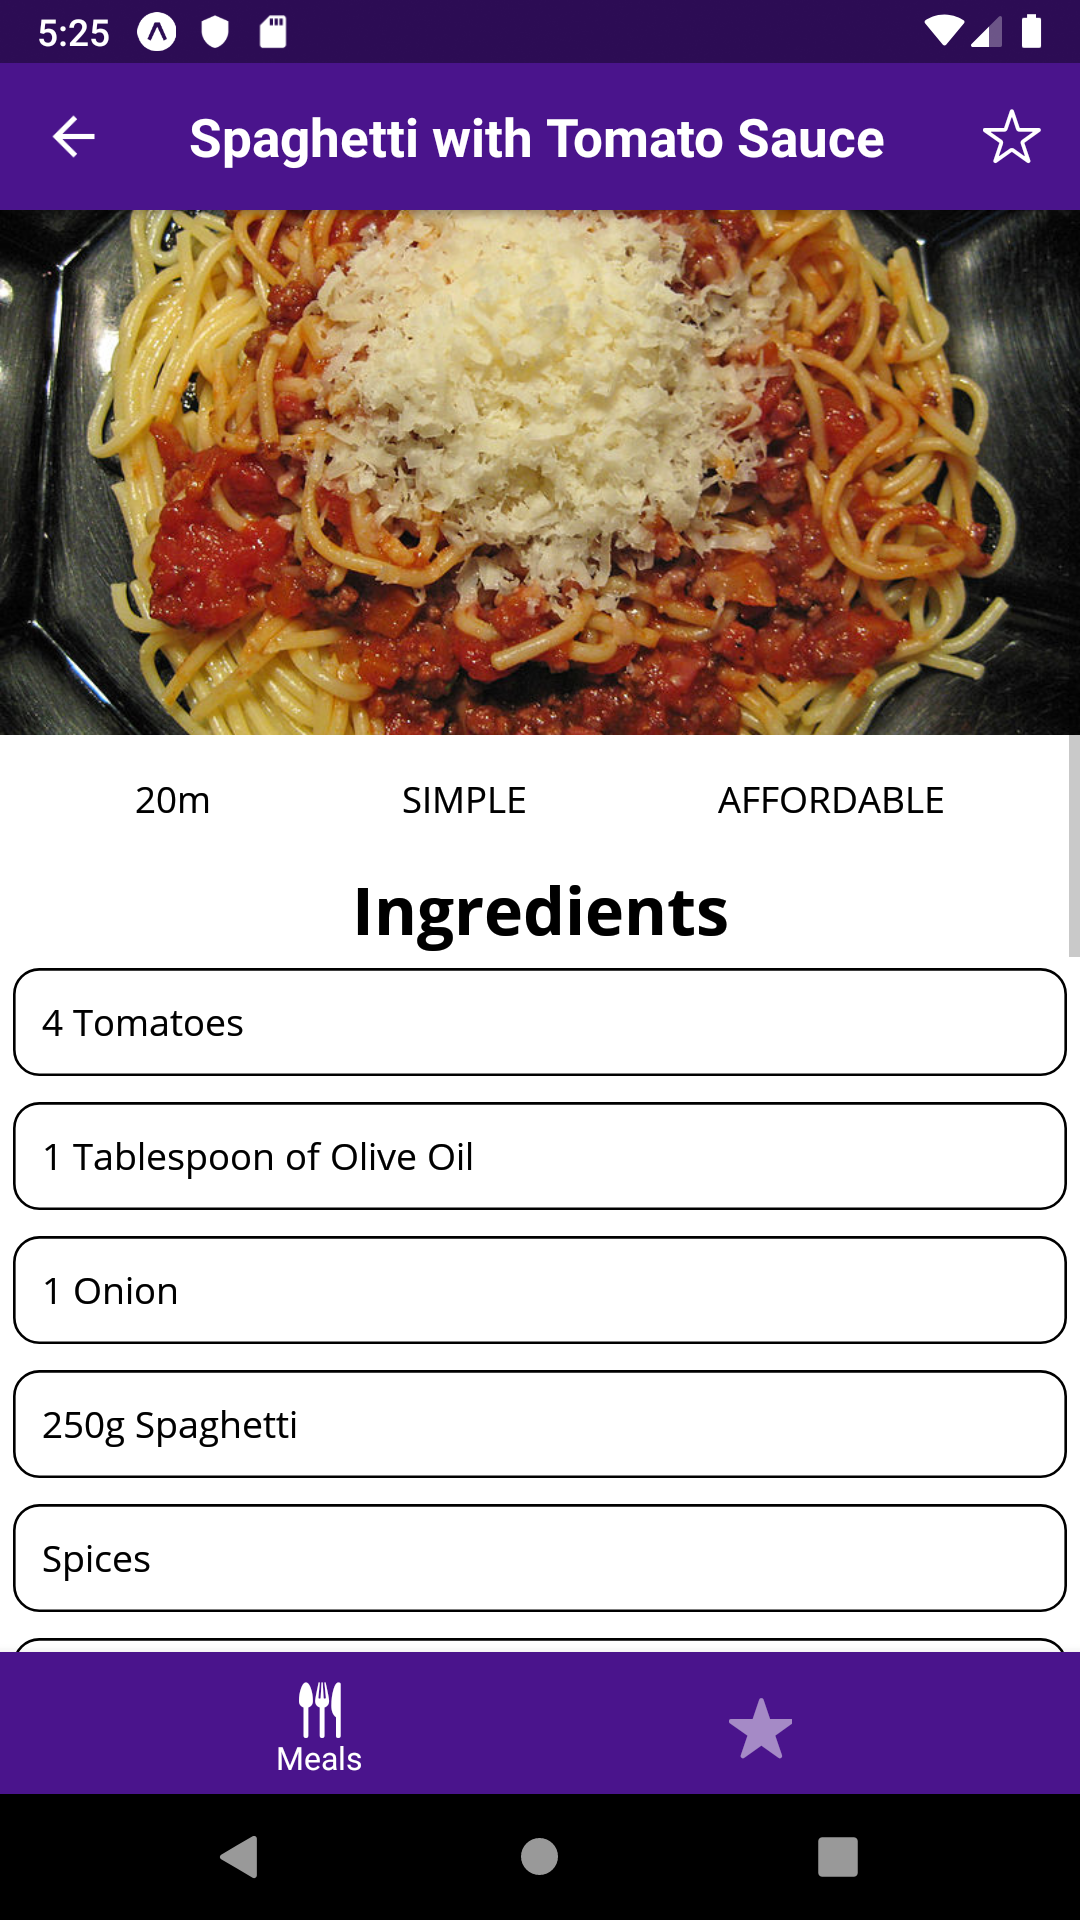 5:25
Spaghetti with Tomato Sauce
20m SIMPLE AFFORDABLE
Ingredients
4 Tomatoes
1 Tablespoon of Olive Oil
1 Onion
250g Spaghetti
Spices
Meals